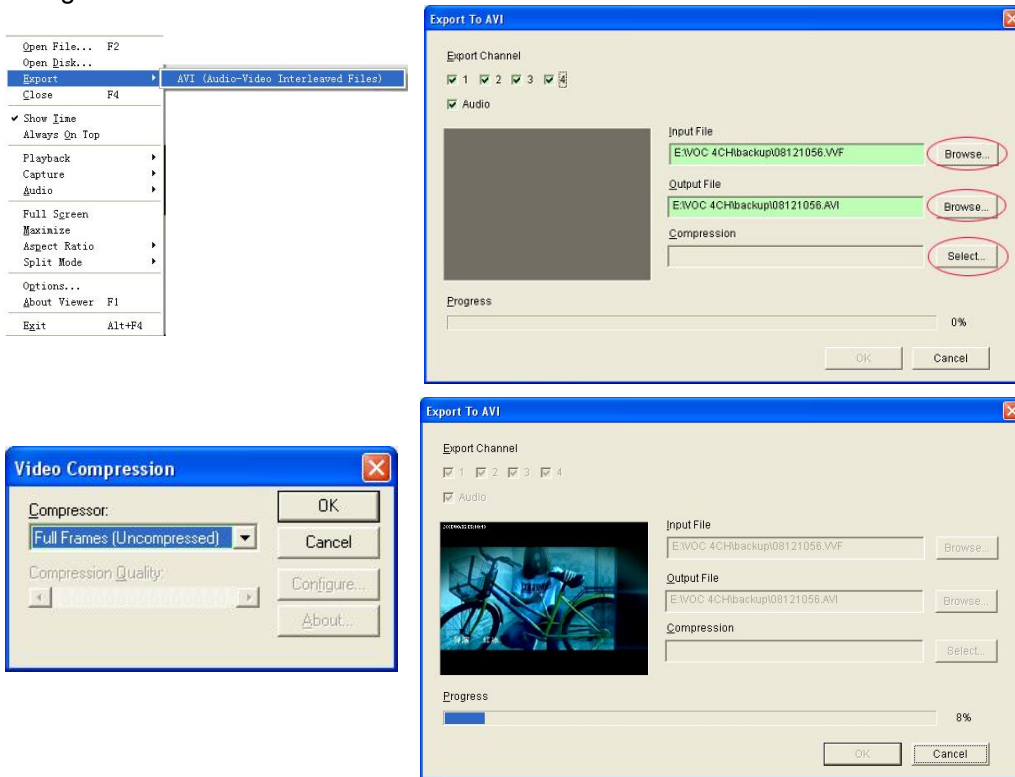 Open File... F2
Open Disk...
Export
AVI (Audio-Video Interleaved Files)
Close F4
Show Time
Always On Top
Playback
Capture
Audio
Full Screen
Maximize
Aspect Ratio
Split Mode
Options...
About Viewer F1
Exit Alt+F4
Export To AVI
Export Channel
1 2 3 4
Audio
Input File
E:\VOC 4CH\backup\08121056.VVF Browse...
Output File
E:\VOC 4CH\backup\08121056.AVI Browse...
Compression
Select...
Progress
0%
OK Cancel
Video Compression
Compressor:
Full Frames (Uncompressed)
Compression Quality:
OK
Cancel
Configure...
About...
Export To AVI
Export Channel
1 2 3 4
Audio
Input File
E:\VOC 4CH\backup\08121056.VVF Browse...
Output File
E:\VOC 4CH\backup\08121056.AVI Browse...
Compression
Select...
Progress
8%
OK Cancel